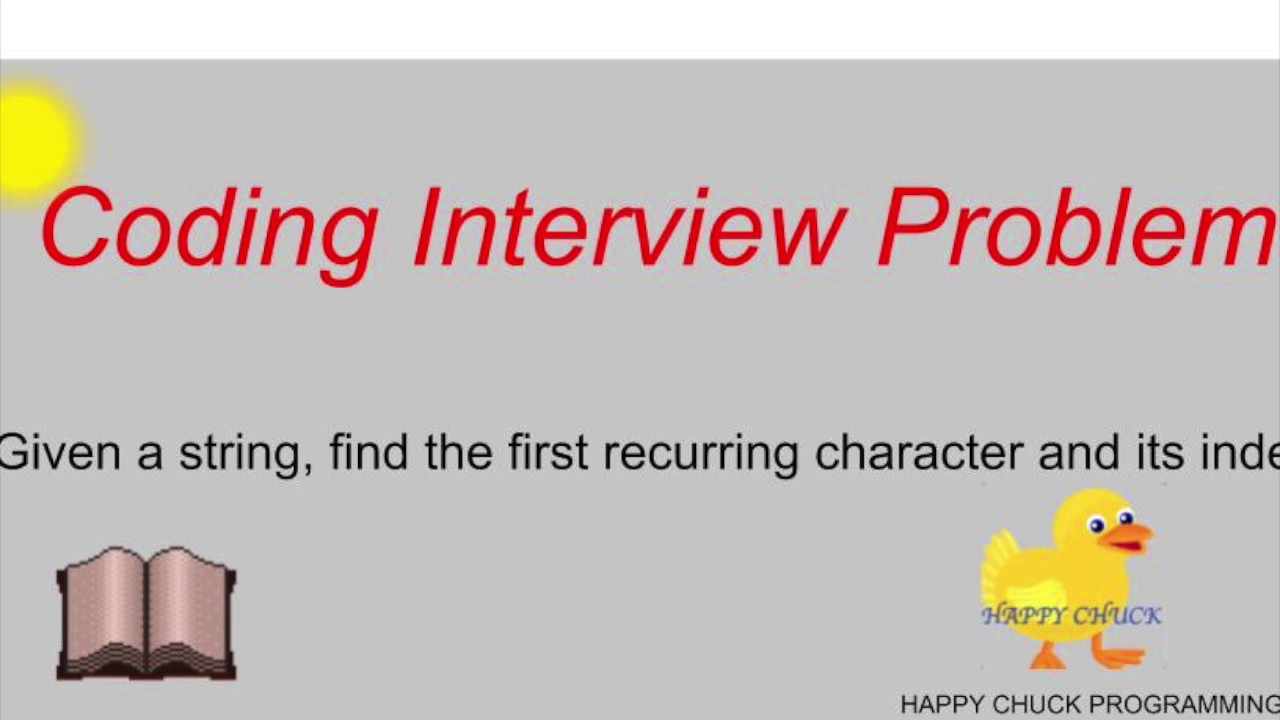 Coding Interview Problem
Given a string, find the first recurring character and its inde
HAPPY CHUCK
HAPPY CHUCK PROGRAMMING